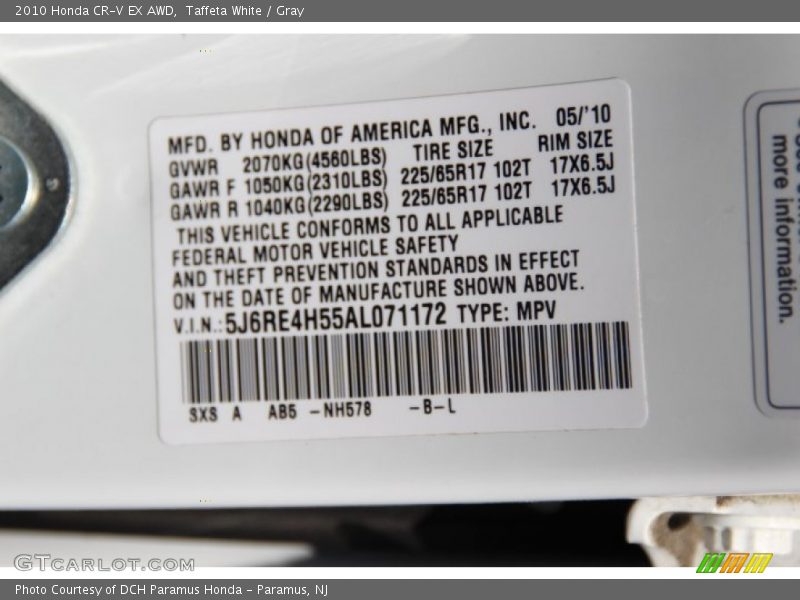 2010 Honda CR-V EX AWD,  Taffeta White / Gray
MFD. BY HONDA OF AMERICA MFG., INC. 05/'10
GVWR 2070KG(4560LBS) TIRE SIZE RIM SIZE
GAWR F 1050KG(2310LBS) 225/65R17 102T 17X6.5J
GAWR R 1040KG(2290LBS) 225/65R17 102T 17X6.5J
THIS VEHICLE CONFORMS TO ALL APPLICABLE
FEDERAL MOTOR VEHICLE SAFETY
AND THEFT PREVENTION STANDARDS IN EFFECT
ON THE DATE OF MANUFACTURE SHOWN ABOVE.
V.I.N.:5J6RE4H55AL071172 TYPE: MPV
SXS A AB5 -NH578 -B-L
more information.
GTCARLOT.COM
Photo Courtesy of DCH Paramus Honda - Paramus, NJ